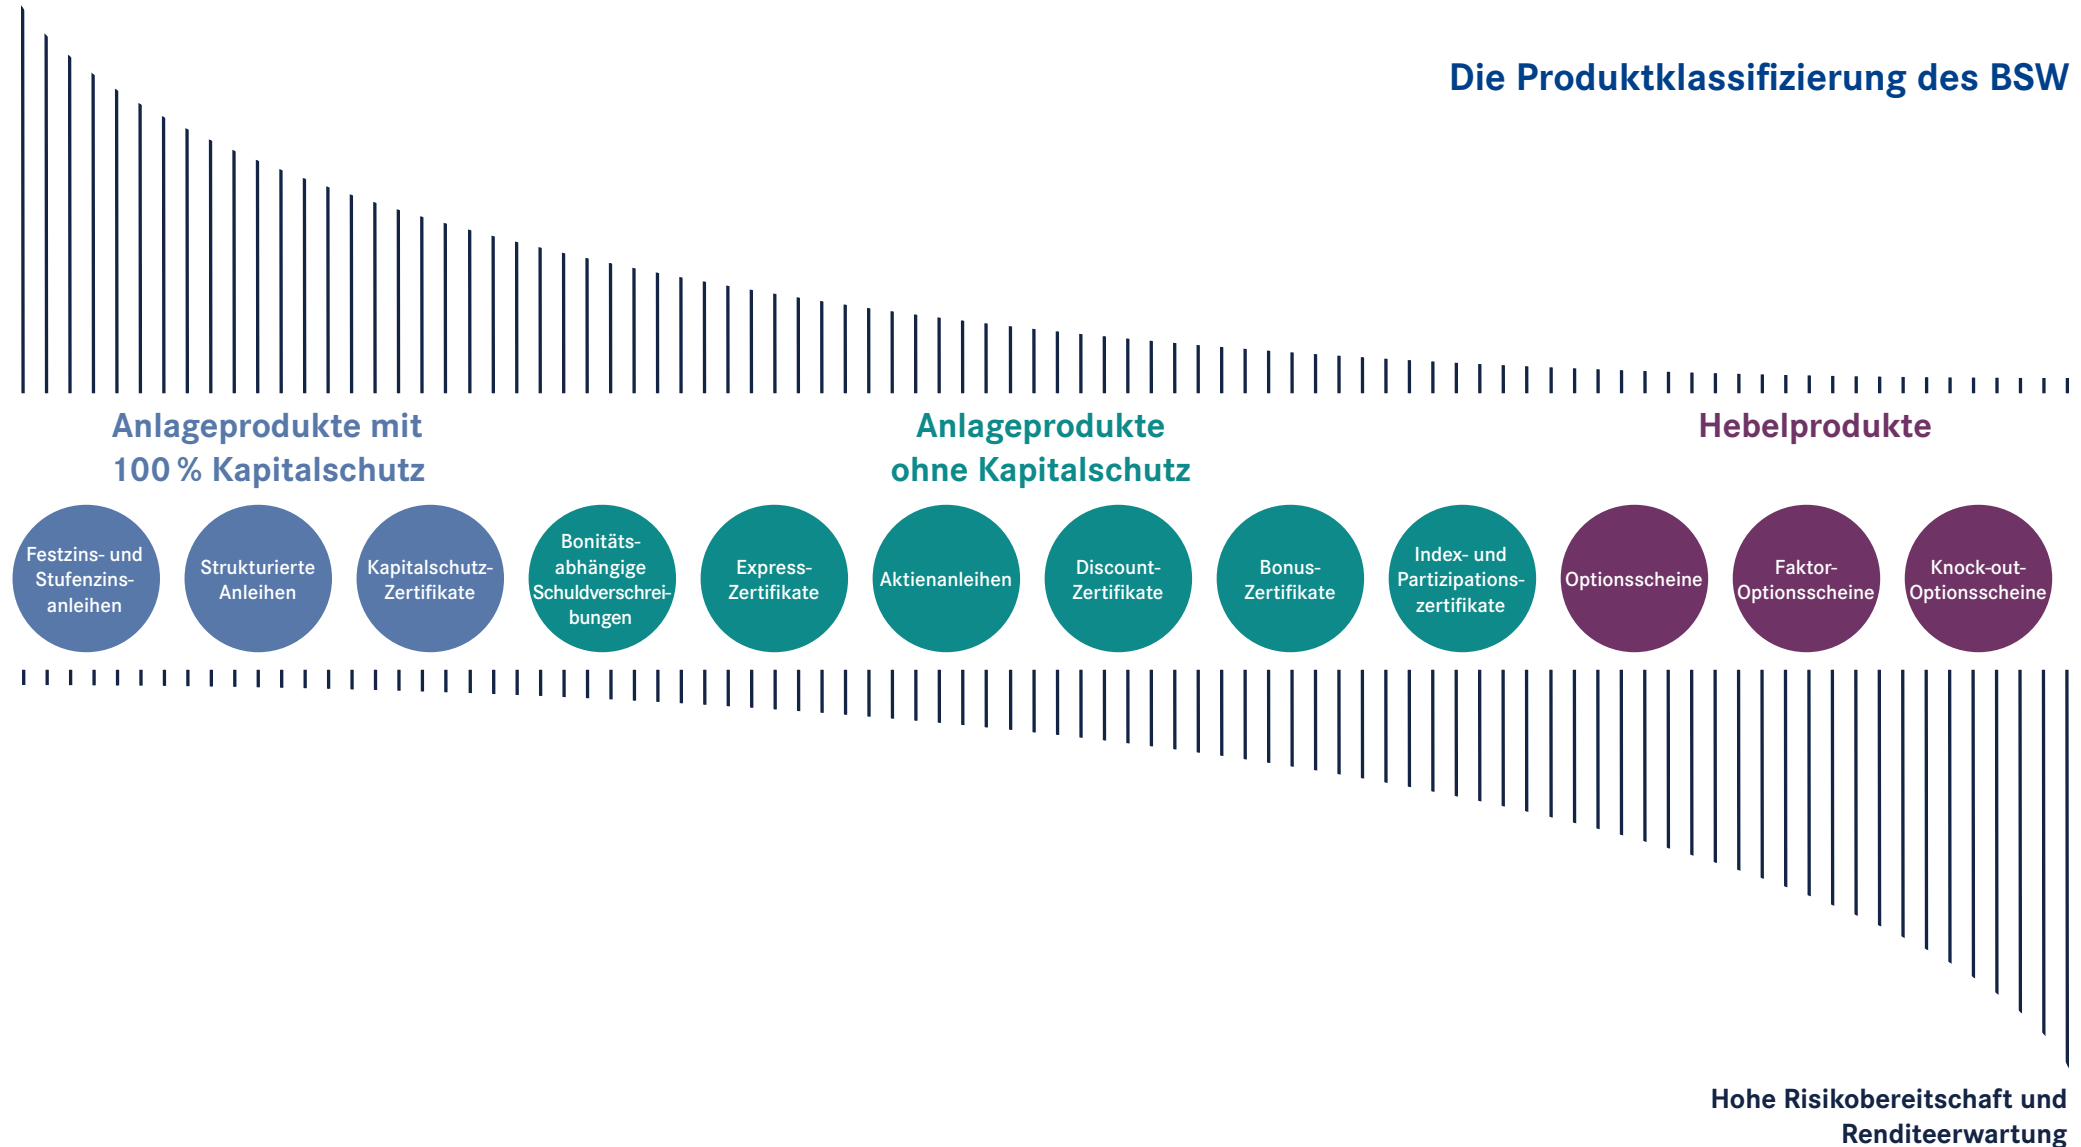 Die Produktklassifizierung des BSW
Anlageprodukte mit
100 % Kapitalschutz
Anlageprodukte
ohne Kapitalschutz
Hebelprodukte
Festzins- und
Stufenzins-
anleihen
Strukturierte
Anleihen
Kapitalschutz-
Zertifikate
Bonitäts-
abhängige
Schuldverschrei-
bungen
Express-
Zertifikate
Aktienanleihen
Discount-
Zertifikate
Bonus-
Zertifikate
Index- und
Partizipations-
zertifikate
Optionsscheine
Faktor-
Optionsscheine
Knock-out-
Optionsscheine
Hohe Risikobereitschaft und
Renditeerwartung